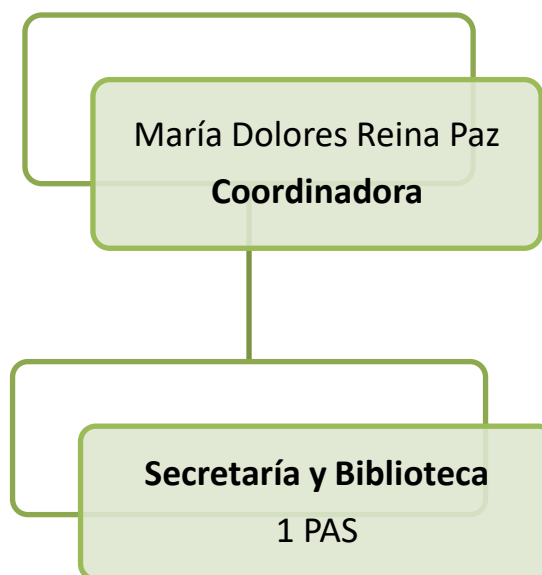 María Dolores Reina Paz
Coordinadora
Secretaría y Biblioteca
1 PAS